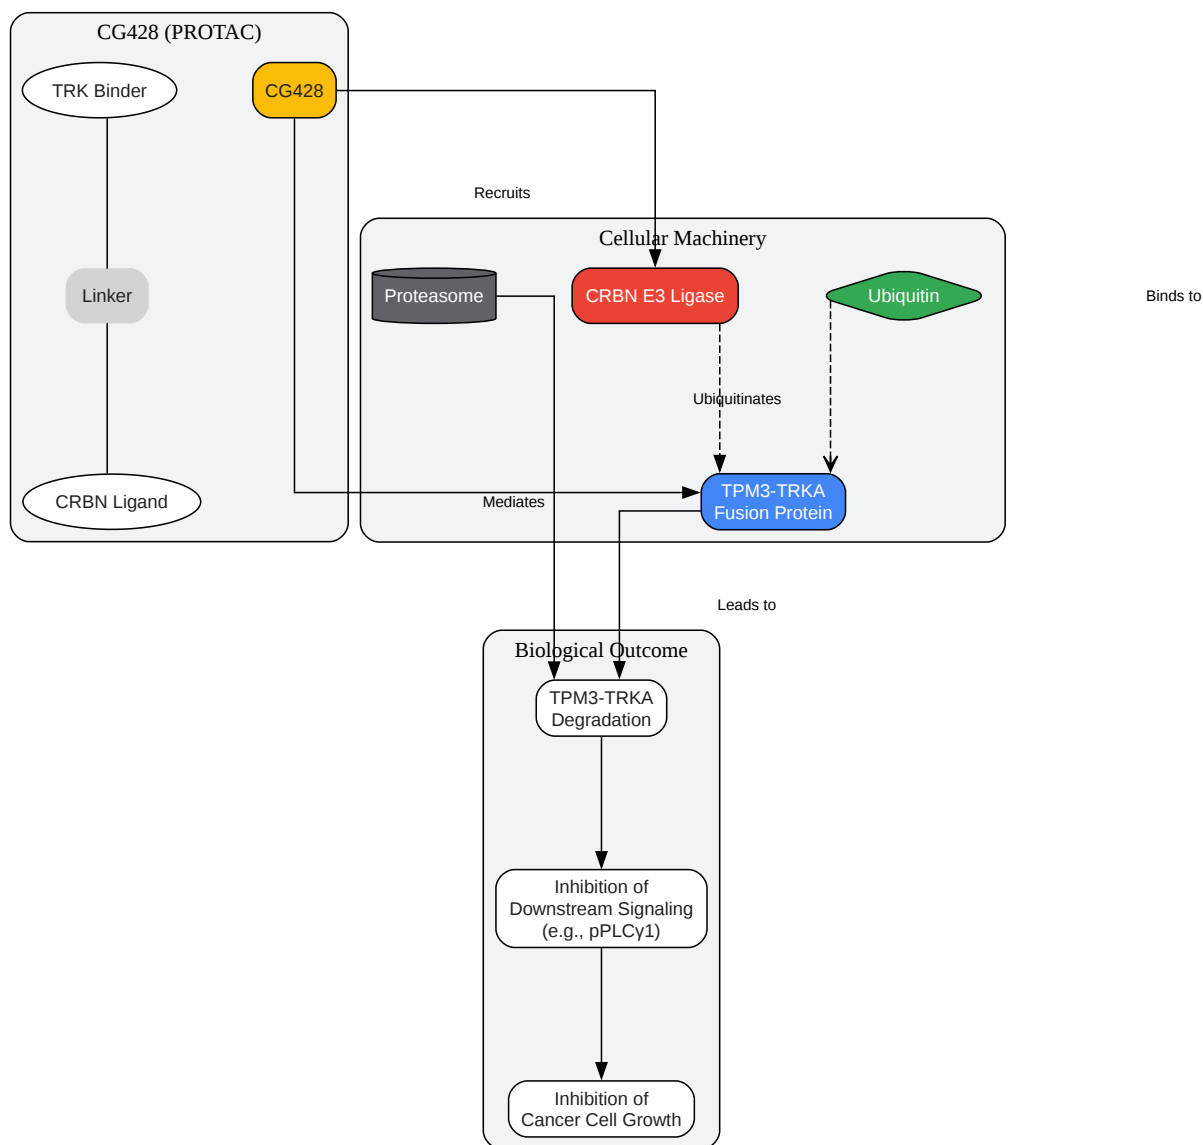 CG428 (PROTAC)
TRK Binder
CG428
Recruits
Cellular Machinery
Linker
Proteasome
CRBN E3 Ligase
Ubiquitin
Binds to
Ubiquitinates
CRBN Ligand
Mediates
TPM3-TRKA
Fusion Protein
Leads to
Biological Outcome
TPM3-TRKA
Degradation
Inhibition of
Downstream Signaling
(e.g., pPLCγ1)
Inhibition of
Cancer Cell Growth